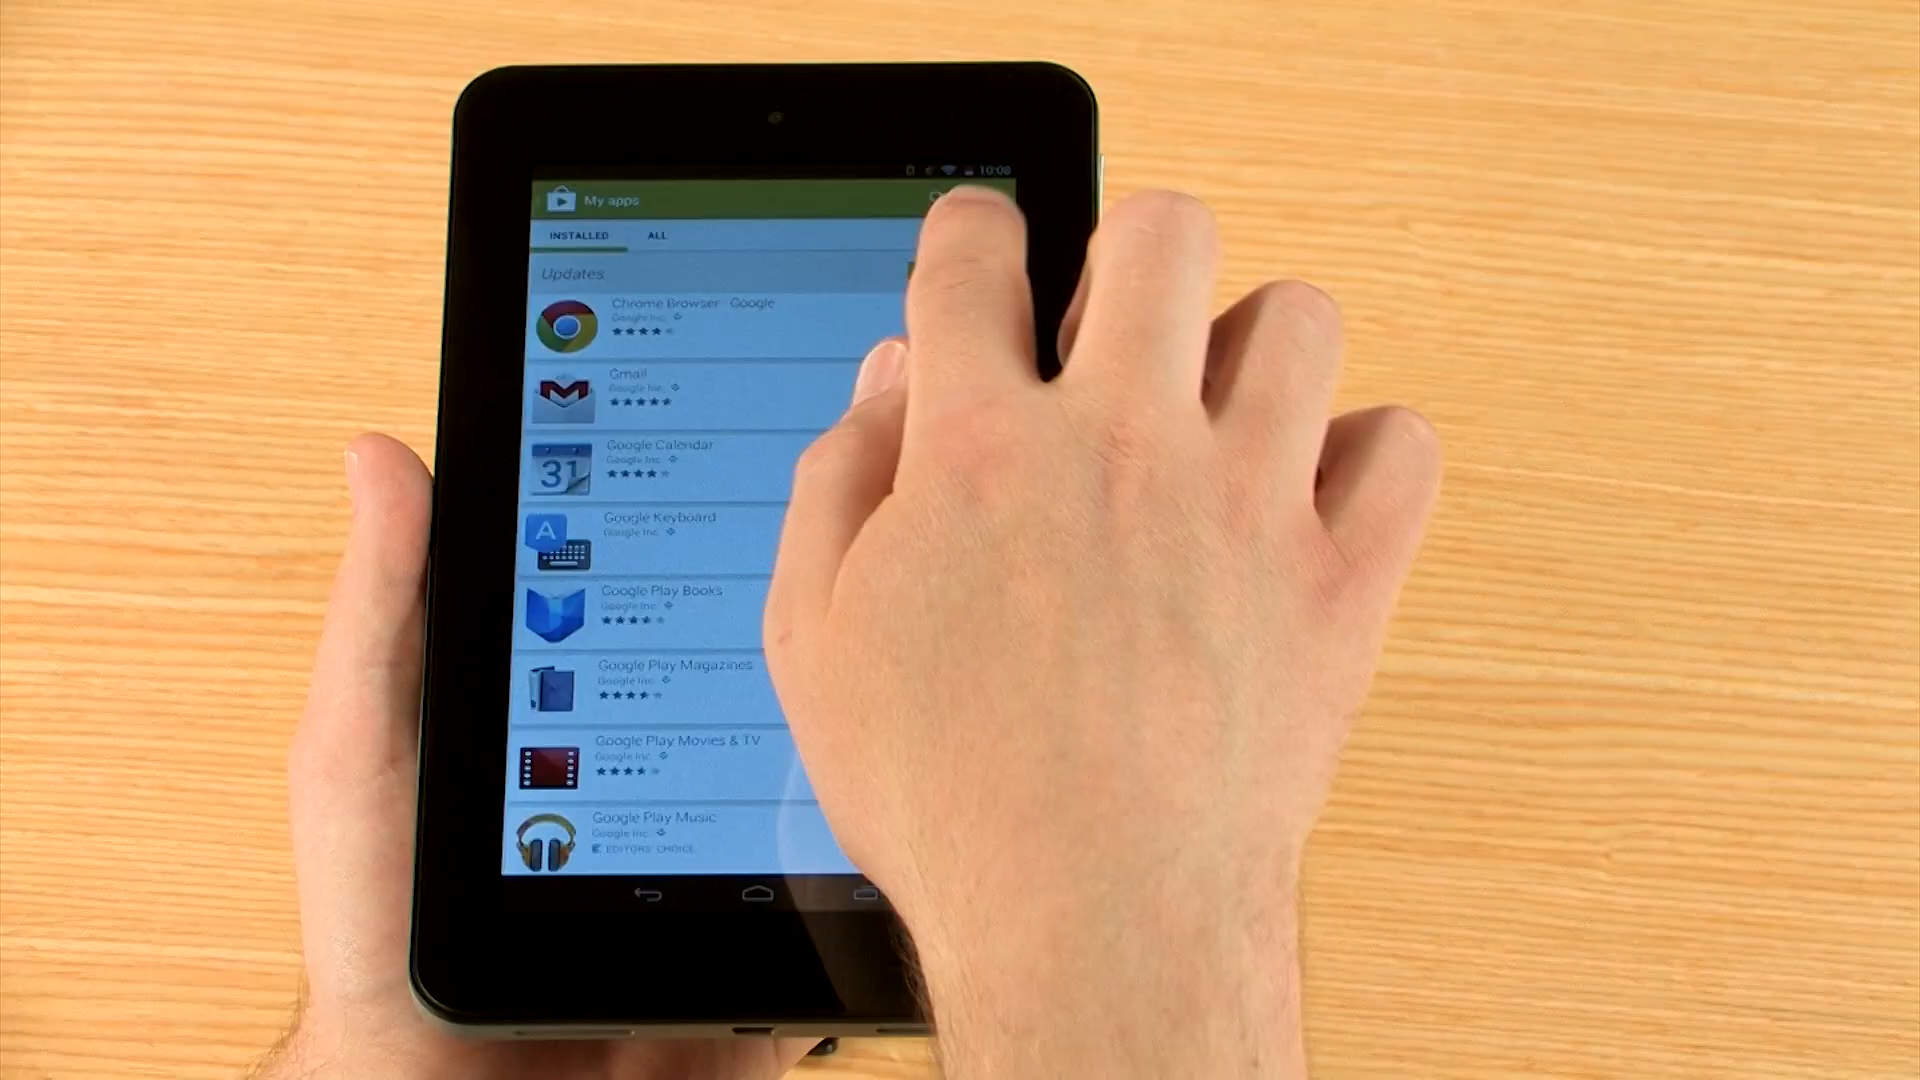 10:08
My apps
INSTALLED ALL
Updates
Chrome Browser - Google
Google Inc.
Gmail
Google Inc.
Google Calendar
Google Inc.
31
Google Keyboard
Google Inc.
A
Google Play Books
Google Inc.
Google Play Magazines
Google Inc.
Google Play Movies & TV
Google Inc.
Google Play Music
Google Inc.
EDITORS' CHOICE